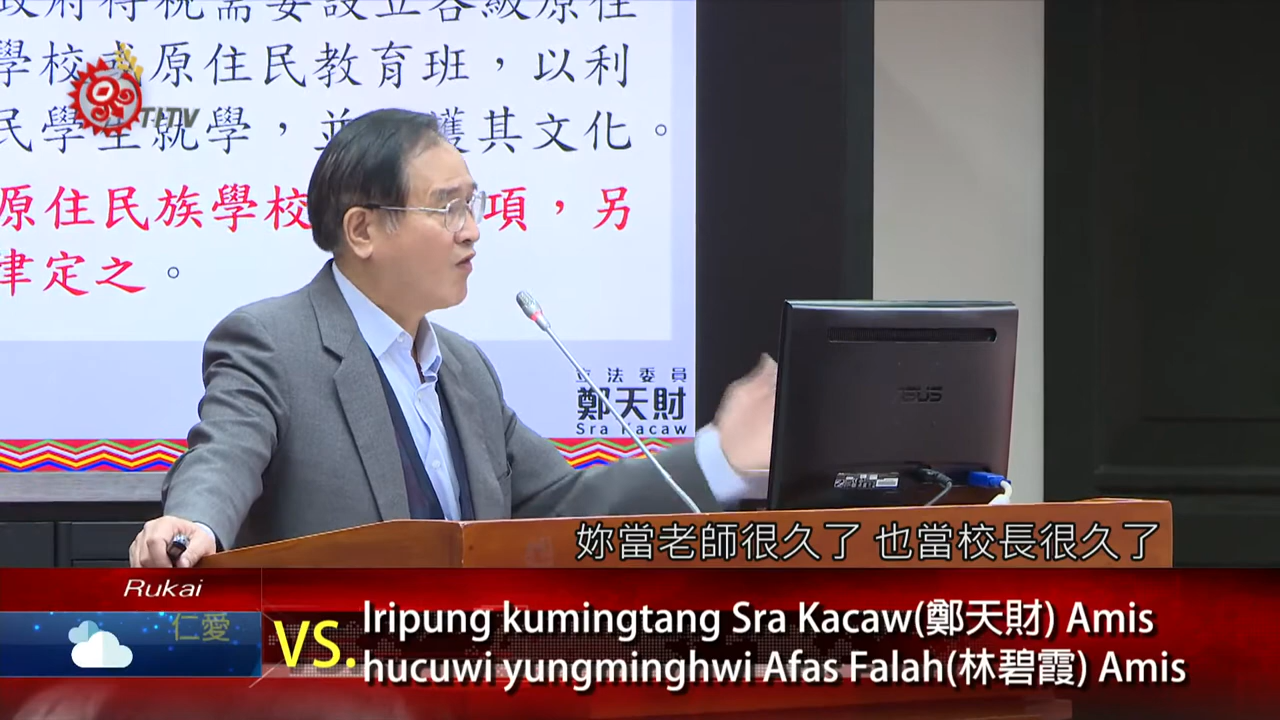 政府得視需要設立各級原住
學校或原住民教育班，以利
民學生就學，並 護其文化。
原住民族學校 項，另
律定之。
TITV
立法委員
鄭天財
Sra Kacaw
ASUS
妳當老師很久了 也當校長很久了
Rukai
仁愛
VS.
Iripung kumingtang Sra Kacaw(鄭天財) Amis
hucuwi yungminghwi Afas Falah(林碧霞) Amis